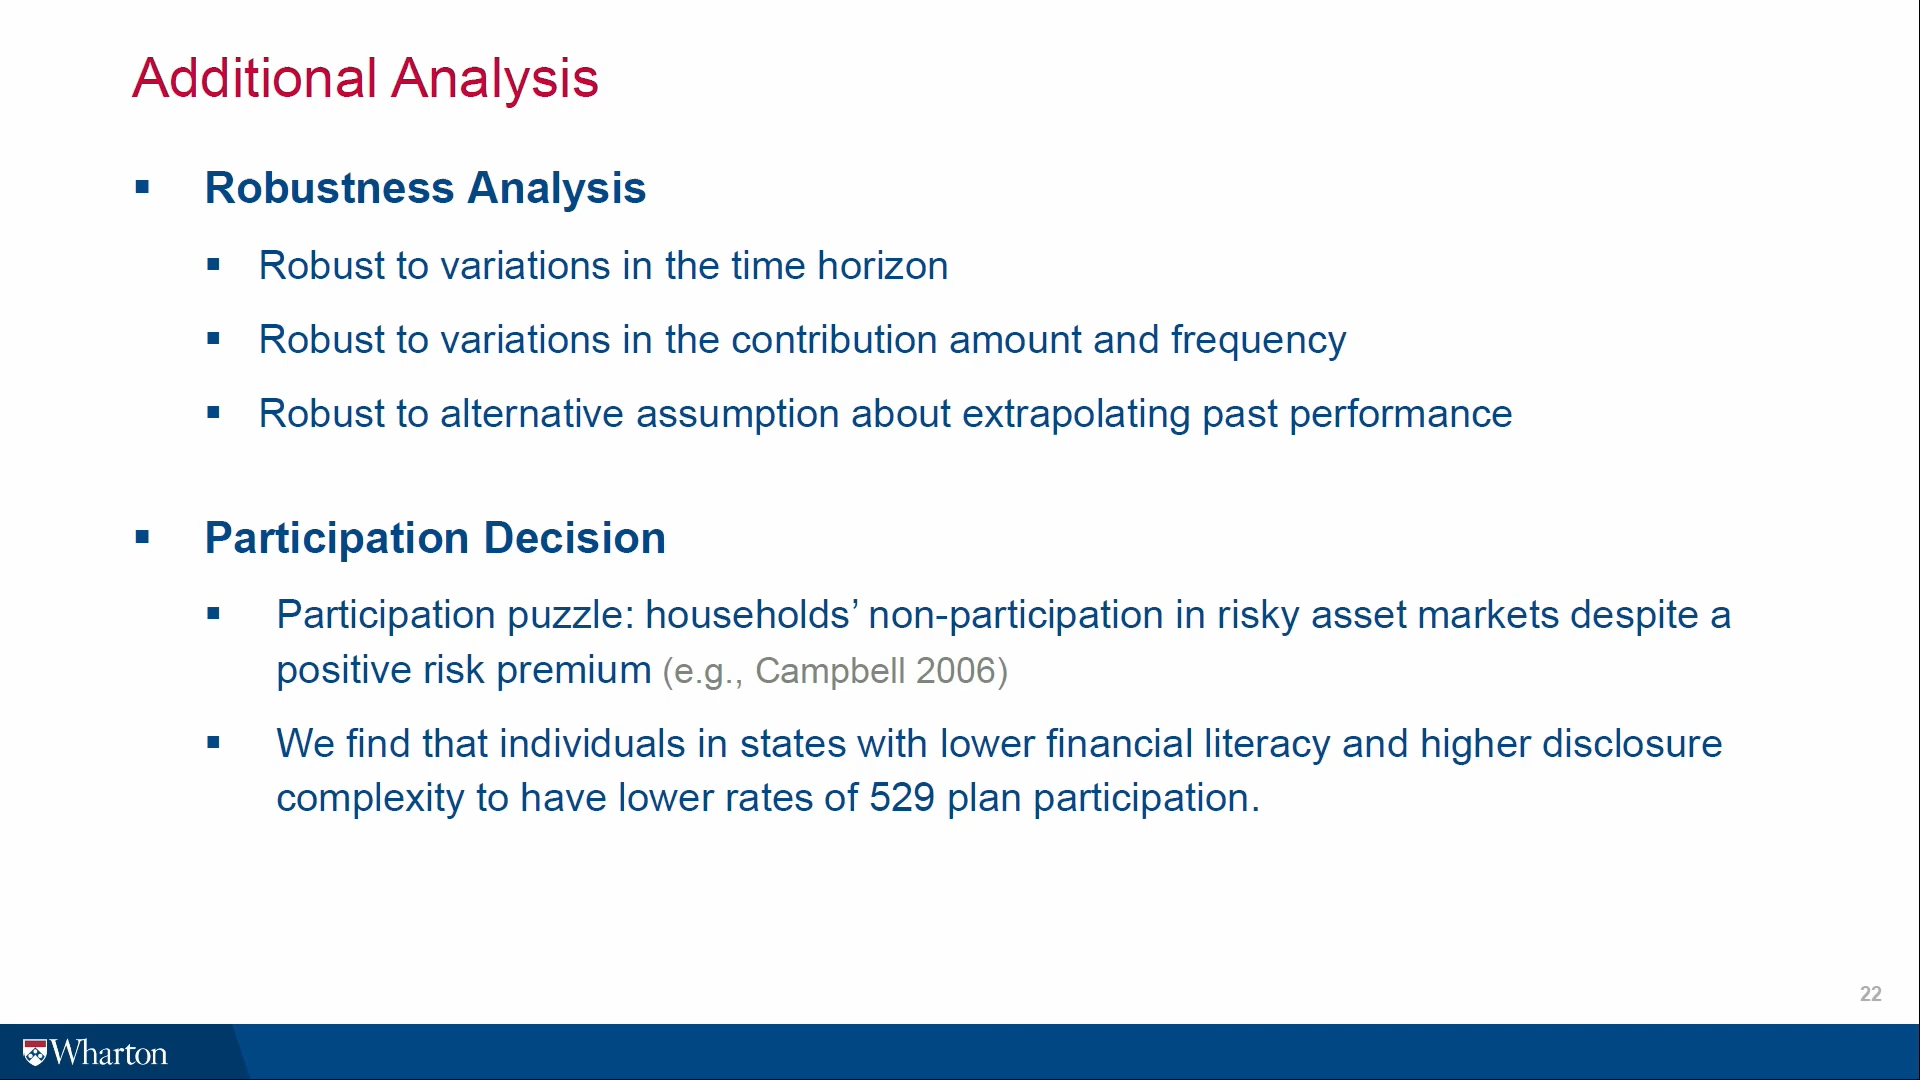 Additional Analysis
▪ Robustness Analysis
▪ Robust to variations in the time horizon
▪ Robust to variations in the contribution amount and frequency
▪ Robust to alternative assumption about extrapolating past performance
▪ Participation Decision
▪ Participation puzzle: households’ non-participation in risky asset markets despite a
positive risk premium (e.g., Campbell 2006)
▪ We find that individuals in states with lower financial literacy and higher disclosure
complexity to have lower rates of 529 plan participation.
22
Wharton